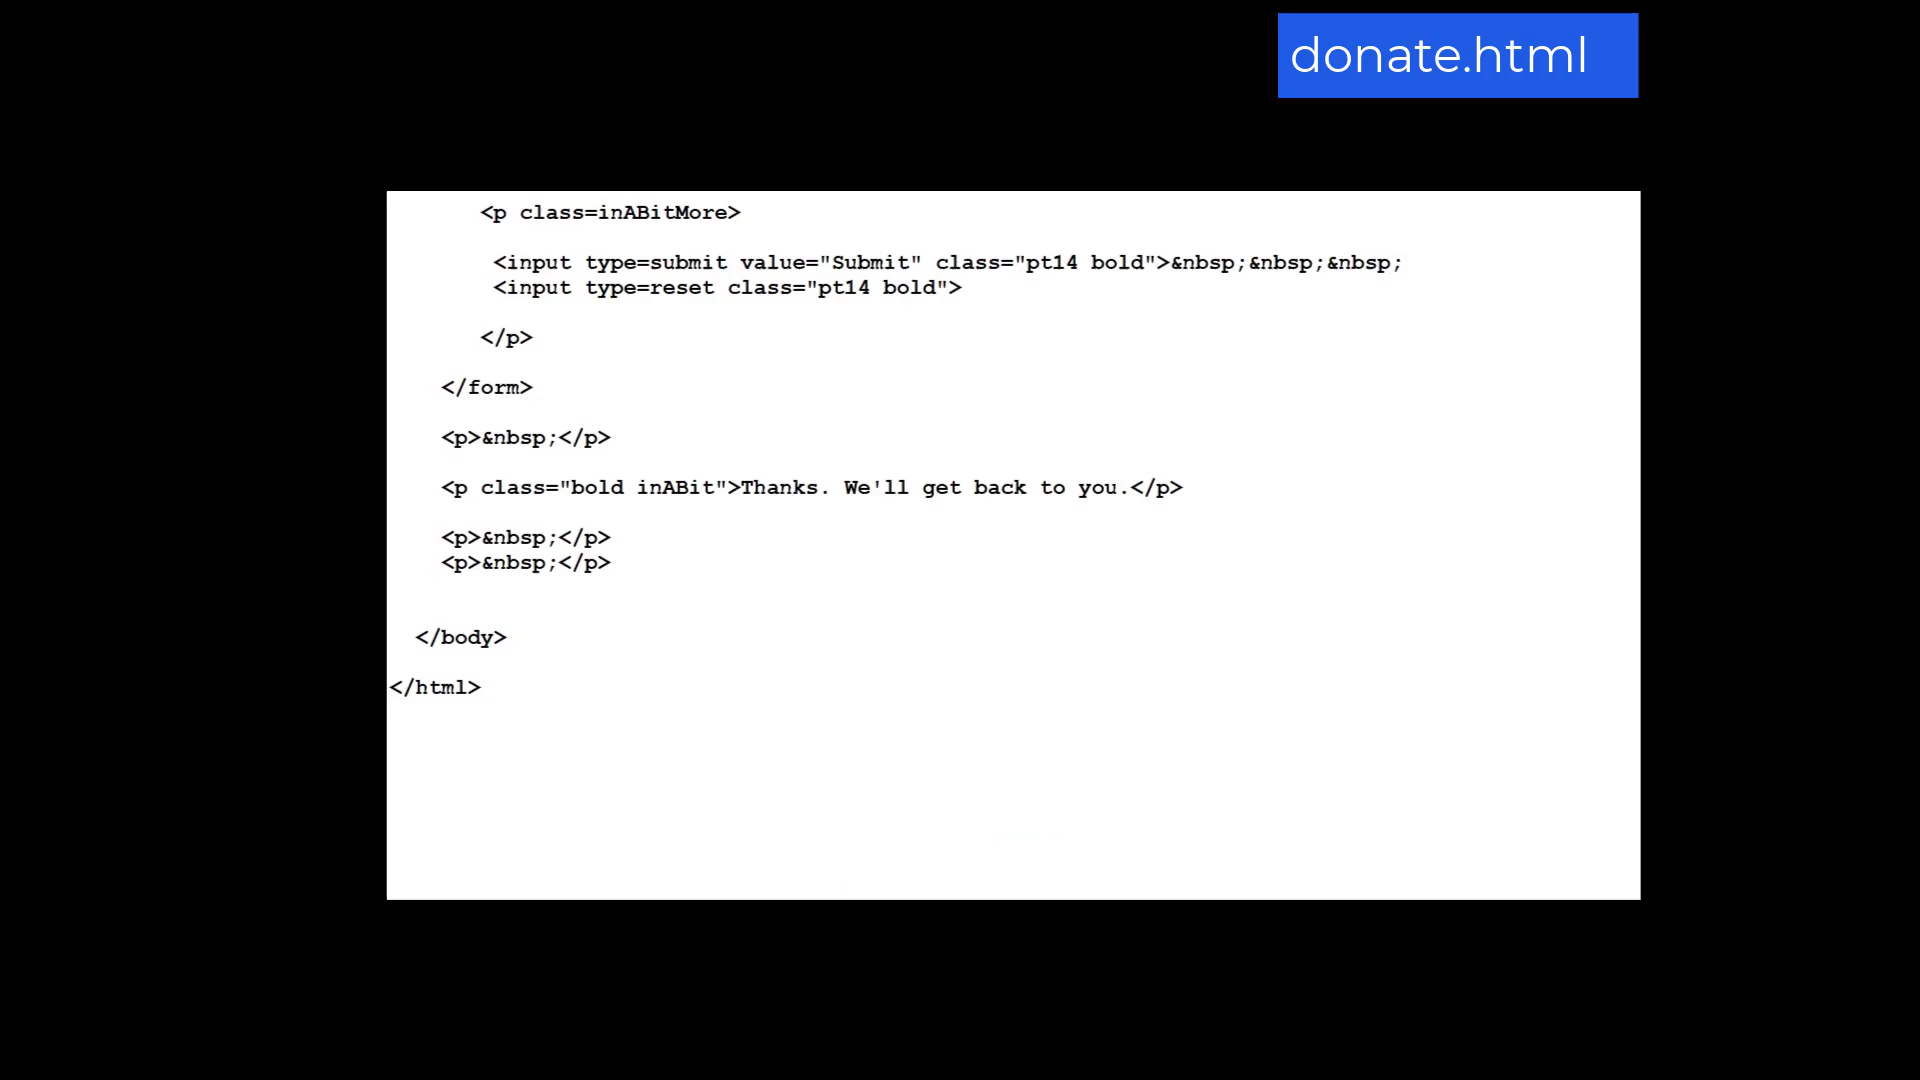 donate.html
<p class=inABitMore>
<input type=submit value="Submit" class="pt14 bold">&nbsp;&nbsp;&nbsp;
<input type=reset class="pt14 bold">
</p>
</form>
<p>&nbsp;</p>
<p class="bold inABit">Thanks. We'll get back to you.</p>
<p>&nbsp;</p>
<p>&nbsp;</p>
</body>
</html>